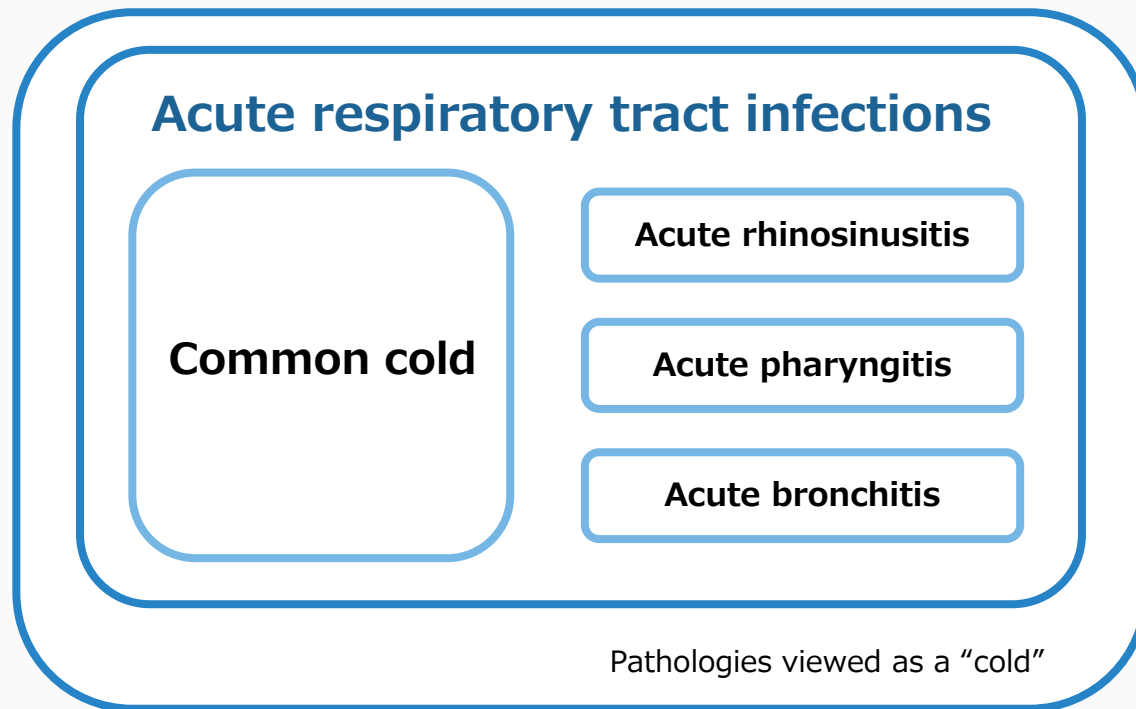 Acute respiratory tract infections
Common cold
Acute rhinosinusitis
Acute pharyngitis
Acute bronchitis
Pathologies viewed as a “cold”